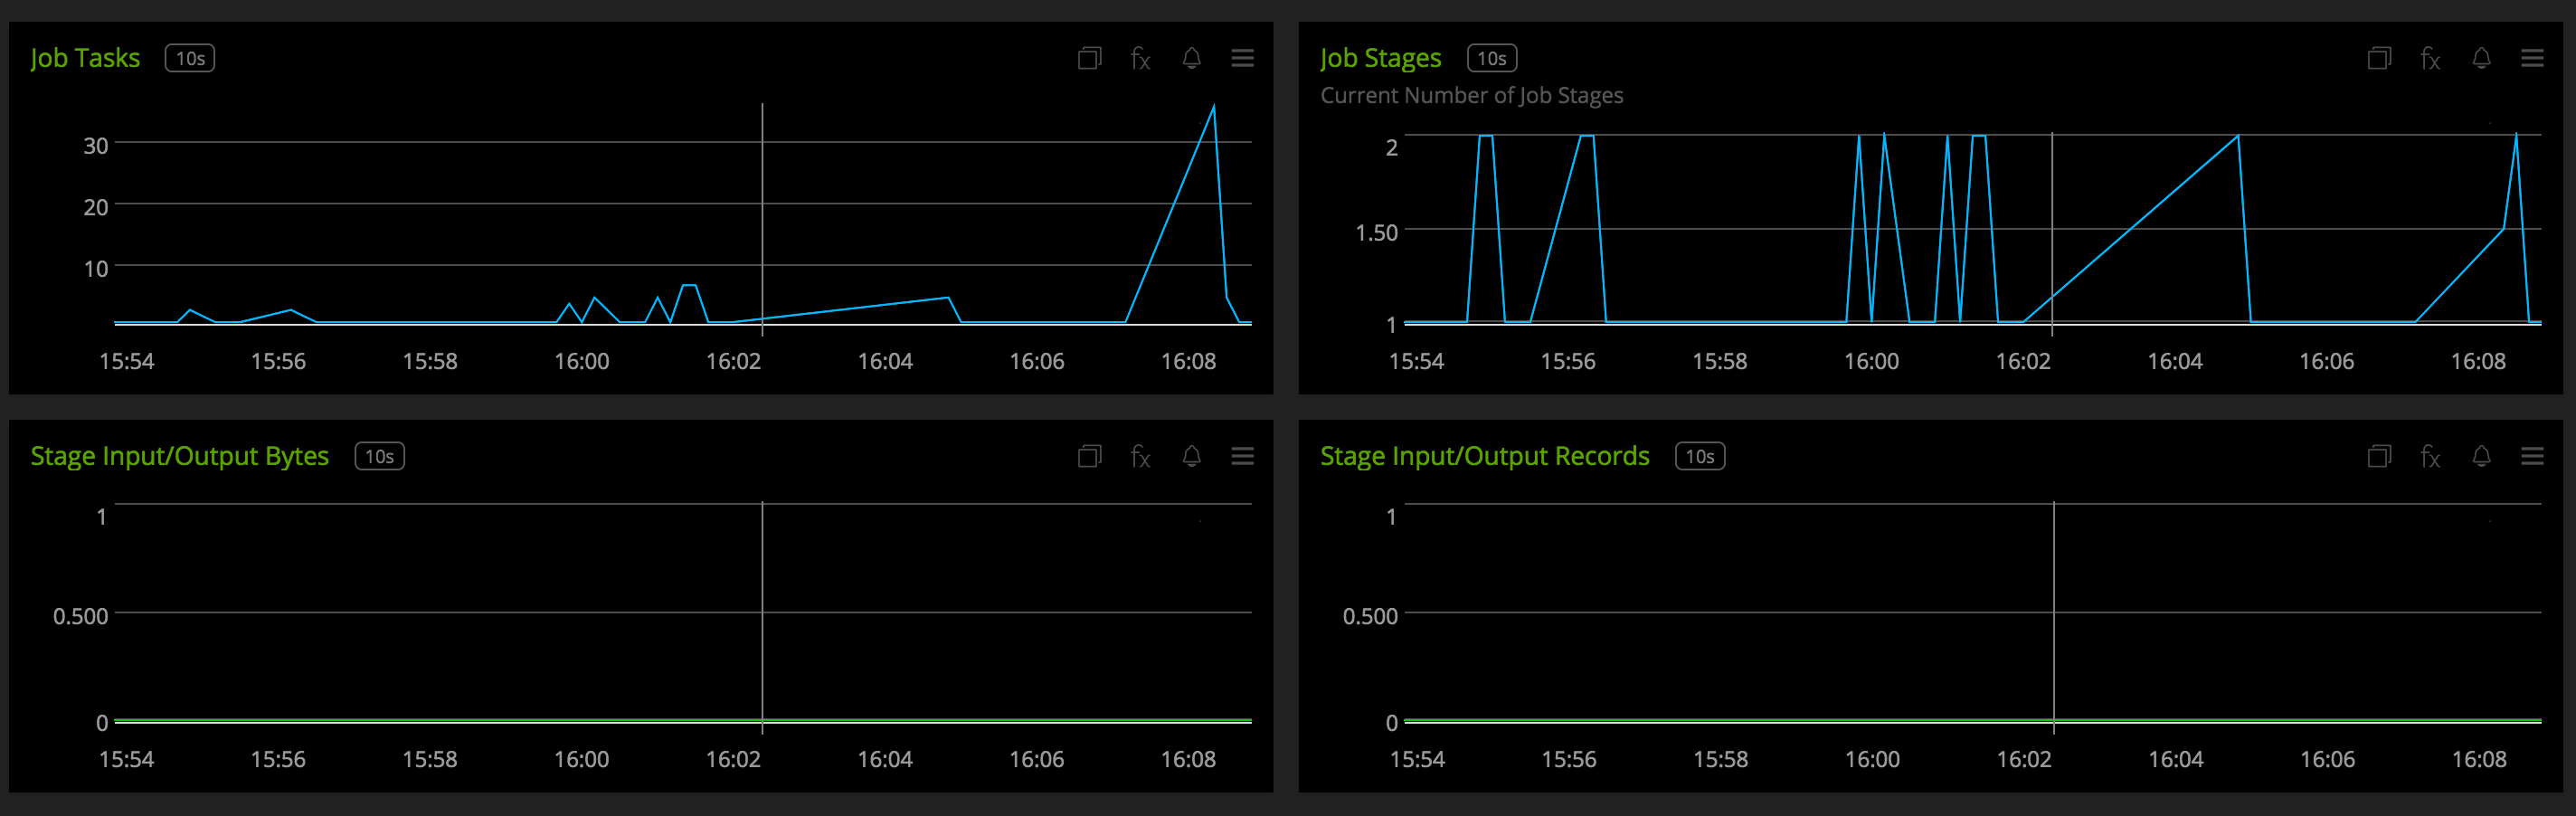 Job Tasks 10s fx
30
20
10
15:54 15:56 15:58 16:00 16:02 16:04 16:06 16:08
Job Stages 10s fx
Current Number of Job Stages
2
1.50
1
15:54 15:56 15:58 16:00 16:02 16:04 16:06 16:08
Stage Input/Output Bytes 10s fx
1
0.500
0
15:54 15:56 15:58 16:00 16:02 16:04 16:06 16:08
Stage Input/Output Records 10s fx
1
0.500
0
15:54 15:56 15:58 16:00 16:02 16:04 16:06 16:08